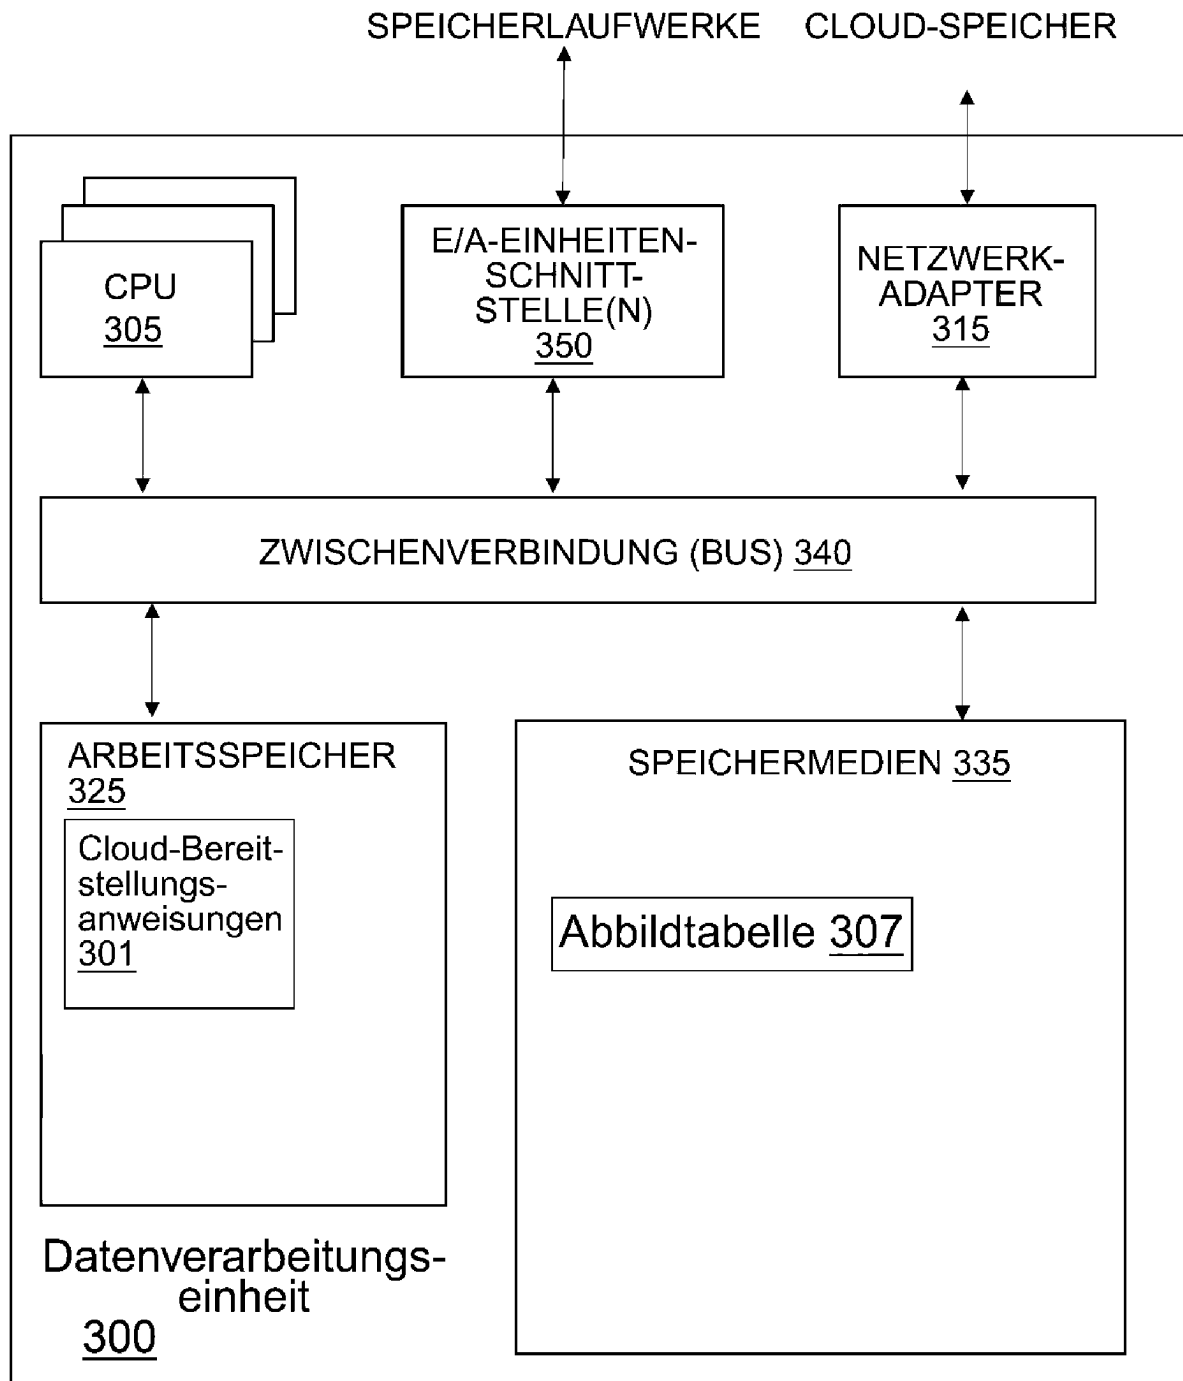 SPEICHERLAUFWERKE
CLOUD-SPEICHER
CPU
305
E/A-EINHEITEN-
SCHNITT-
STELLE(N)
350
NETZWERK-
ADAPTER
315
ZWISCHENVERBINDUNG (BUS) 340
ARBEITSSPEICHER
325
Cloud-Bereit-
stellungs-
anweisungen
301
SPEICHERMEDIEN 335
Abbildtabelle 307
Datenverarbeitungs-
einheit
300